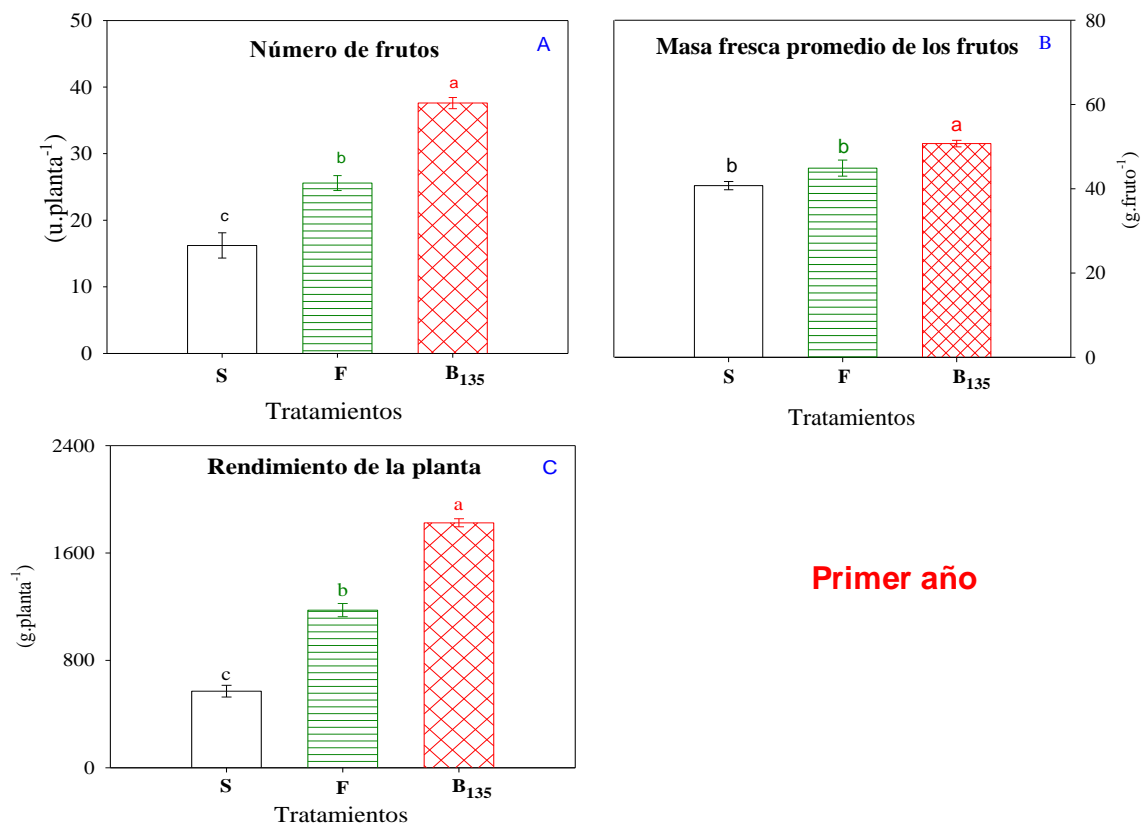 Número de frutos
A
(u.planta-1)
50
40
30
20
10
0
c
b
a
S
F
B135
Tratamientos
Masa fresca promedio de los frutos
B
(g.fruto-1)
80
60
40
20
0
b
b
a
S
F
B135
Tratamientos
Rendimiento de la planta
C
(g.planta-1)
2400
1600
800
0
c
b
a
S
F
B135
Tratamientos
Primer año